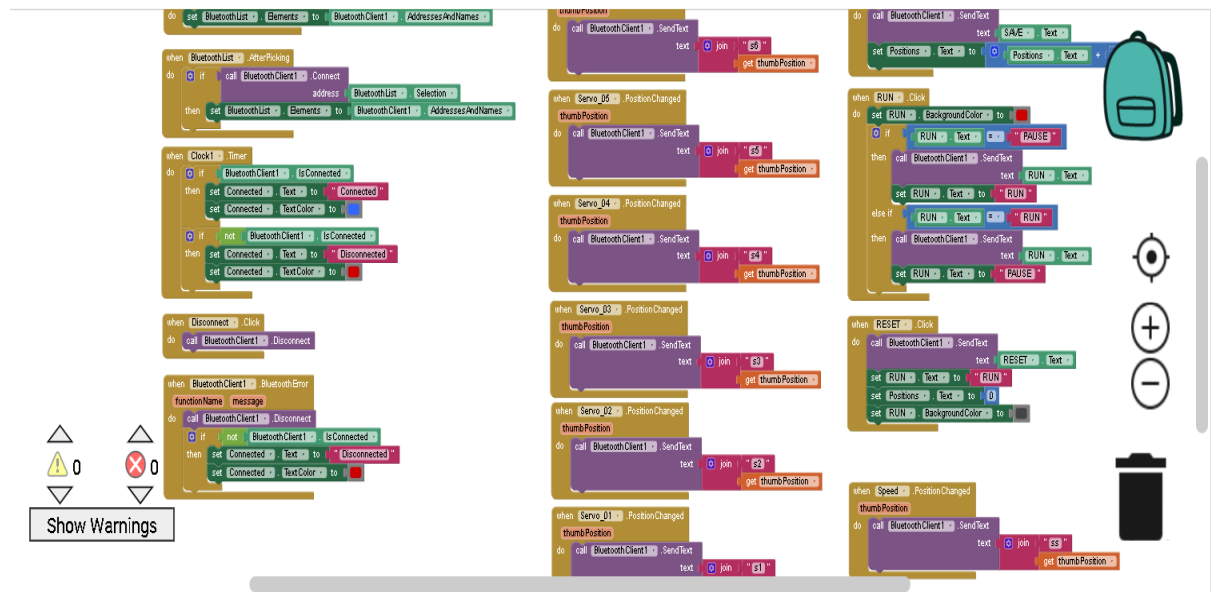 set BluetoothList . Elements to BluetoothClient1 . AddressesAndNames
when BluetoothList .AfterPicking
do if call BluetoothClient1 .Connect
address BluetoothList . Selection
then set BluetoothList . Elements to BluetoothClient1 . AddressesAndNames
when Clock1 .Timer
do if BluetoothClient1 . IsConnected
then set Connected . Text to " Connected "
set Connected . TextColor to
if not BluetoothClient1 . IsConnected
then set Connected . Text to " Disconnected "
set Connected . TextColor to
when Disconnect .Click
do call BluetoothClient1 .Disconnect
when BluetoothClient1 .BluetoothError
functionName message
do call BluetoothClient1 .Disconnect
if not BluetoothClient1 . IsConnected
then set Connected . Text to " Disconnected "
set Connected . TextColor to
0 0
Show Warnings
thumbPosition
do call BluetoothClient1 .SendText
text join " s6 "
get thumbPosition
when Servo_05 .PositionChanged
thumbPosition
do call BluetoothClient1 .SendText
text join " s5 "
get thumbPosition
when Servo_04 .PositionChanged
thumbPosition
do call BluetoothClient1 .SendText
text join " s4 "
get thumbPosition
when Servo_03 .PositionChanged
thumbPosition
do call BluetoothClient1 .SendText
text join " s3 "
get thumbPosition
when Servo_02 .PositionChanged
thumbPosition
do call BluetoothClient1 .SendText
text join " s2 "
get thumbPosition
when Servo_01 .PositionChanged
thumbPosition
do call BluetoothClient1 .SendText
text join " s1 "
do call BluetoothClient1 .SendText
text SAVE . Text
set Positions . Text to Positions . Text +
when RUN .Click
do set RUN . BackgroundColor to
if RUN . Text = " PAUSE "
then call BluetoothClient1 .SendText
text RUN . Text
set RUN . Text to " RUN "
else if RUN . Text = " RUN "
then call BluetoothClient1 .SendText
text RUN . Text
set RUN . Text to " PAUSE "
when RESET .Click
do call BluetoothClient1 .SendText
text RESET . Text
set RUN . Text to " RUN "
set Positions . Text to 0
set RUN . BackgroundColor to
when Speed .PositionChanged
thumbPosition
do call BluetoothClient1 .SendText
text join " ss "
get thumbPosition